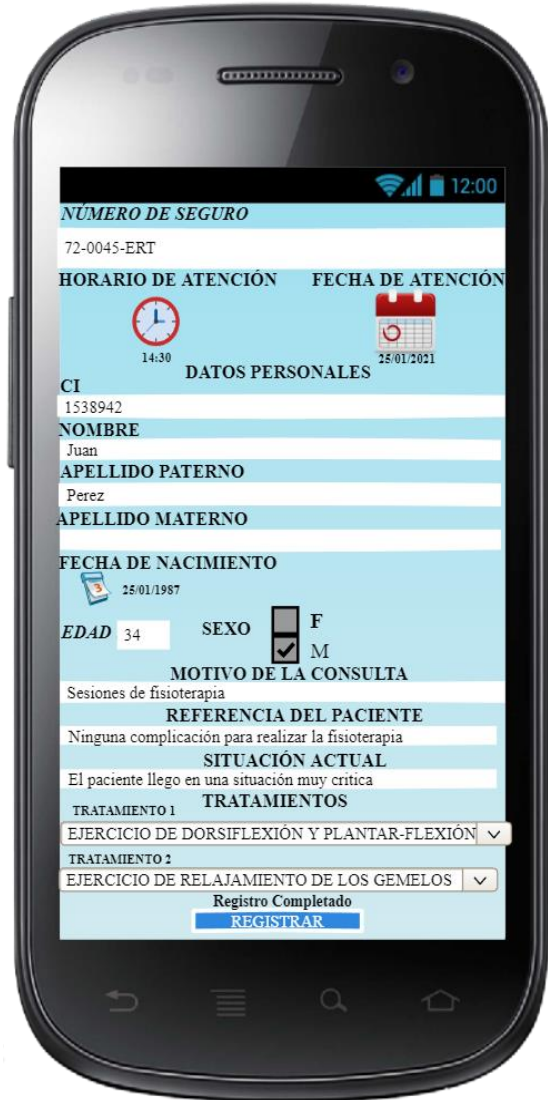 12:00
NÚMERO DE SEGURO
72-0045-ERT
HORARIO DE ATENCIÓN FECHA DE ATENCIÓN
14:30 25/01/2021
DATOS PERSONALES
CI
1538942
NOMBRE
Juan
APELLIDO PATERNO
Perez
APELLIDO MATERNO
FECHA DE NACIMIENTO
3 25/01/1987
EDAD 34 SEXO F
M
MOTIVO DE LA CONSULTA
Sesiones de fisioterapia
REFERENCIA DEL PACIENTE
Ninguna complicación para realizar la fisioterapia
SITUACIÓN ACTUAL
El paciente llego en una situación muy critica
TRATAMIENTOS
TRATAMIENTO 1
EJERCICIO DE DORSIFLEXIÓN Y PLANTAR-FLEXIÓN
TRATAMIENTO 2
EJERCICIO DE RELAJAMIENTO DE LOS GEMELOS
Registro Completado
REGISTRAR